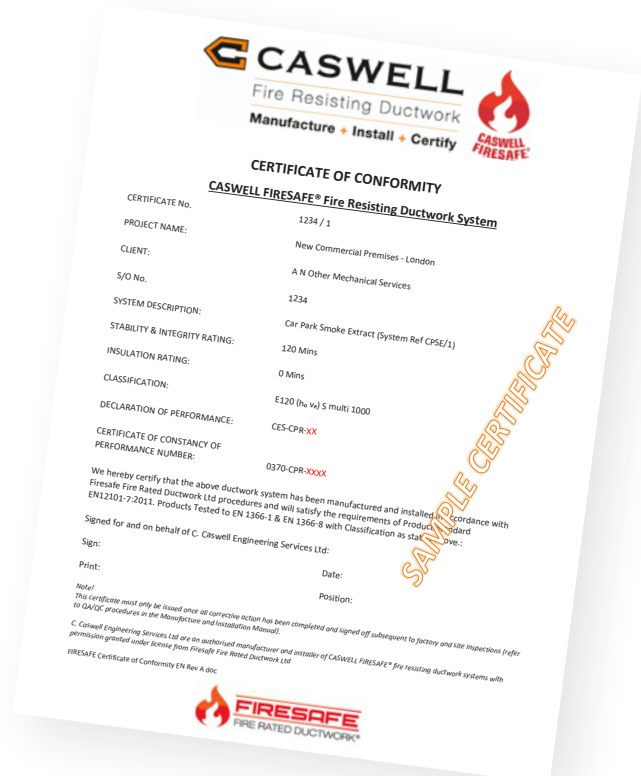 CASWELL
Fire Resisting Ductwork
Manufacture + Install + Certify
CASWELL
FIRESAFE®
CERTIFICATE OF CONFORMITY
CASWELL FIRESAFE® Fire Resisting Ductwork System
CERTIFICATE No. 1234 / 1
PROJECT NAME: New Commercial Premises - London
CLIENT: A N Other Mechanical Services
S/O No. 1234
SYSTEM DESCRIPTION: Car Park Smoke Extract (System Ref CPSE/1)
STABILITY & INTEGRITY RATING: 120 Mins
INSULATION RATING: 0 Mins
CLASSIFICATION: E120 (hₒ vₑ) S multi 1000
DECLARATION OF PERFORMANCE: CES-CPR-XX
CERTIFICATE OF CONSTANCY OF
PERFORMANCE NUMBER: 0370-CPR-XXXX
We hereby certify that the above ductwork system has been manufactured and installed accordance with
Firesafe Fire Rated Ductwork Ltd procedures and will satisfy the requirements of Product
EN12101-7:2011. Products Tested to EN 1366-1 & EN 1366-8 with Classification as
Signed for and on behalf of C. Caswell Engineering Services Ltd:
Sign: Date:
Print: Position:
Note!
This certificate must only be issued once all corrective action has been completed and signed off subsequent to factory and site Inspections (refer
to QA/QC procedures in the Manufacture and Installation Manual).
C. Caswell Engineering Services Ltd are an authorised manufacturer and installer of CASWELL FIRESAFE® fire resisting ductwork systems with
permission granted under license from Firesafe Fire Rated Ductwork Ltd
FIRESAFE Certificate of Conformity EN Rev A doc
SAMPLE CERTIFICATE
FIRESAFE
FIRE RATED DUCTWORK®